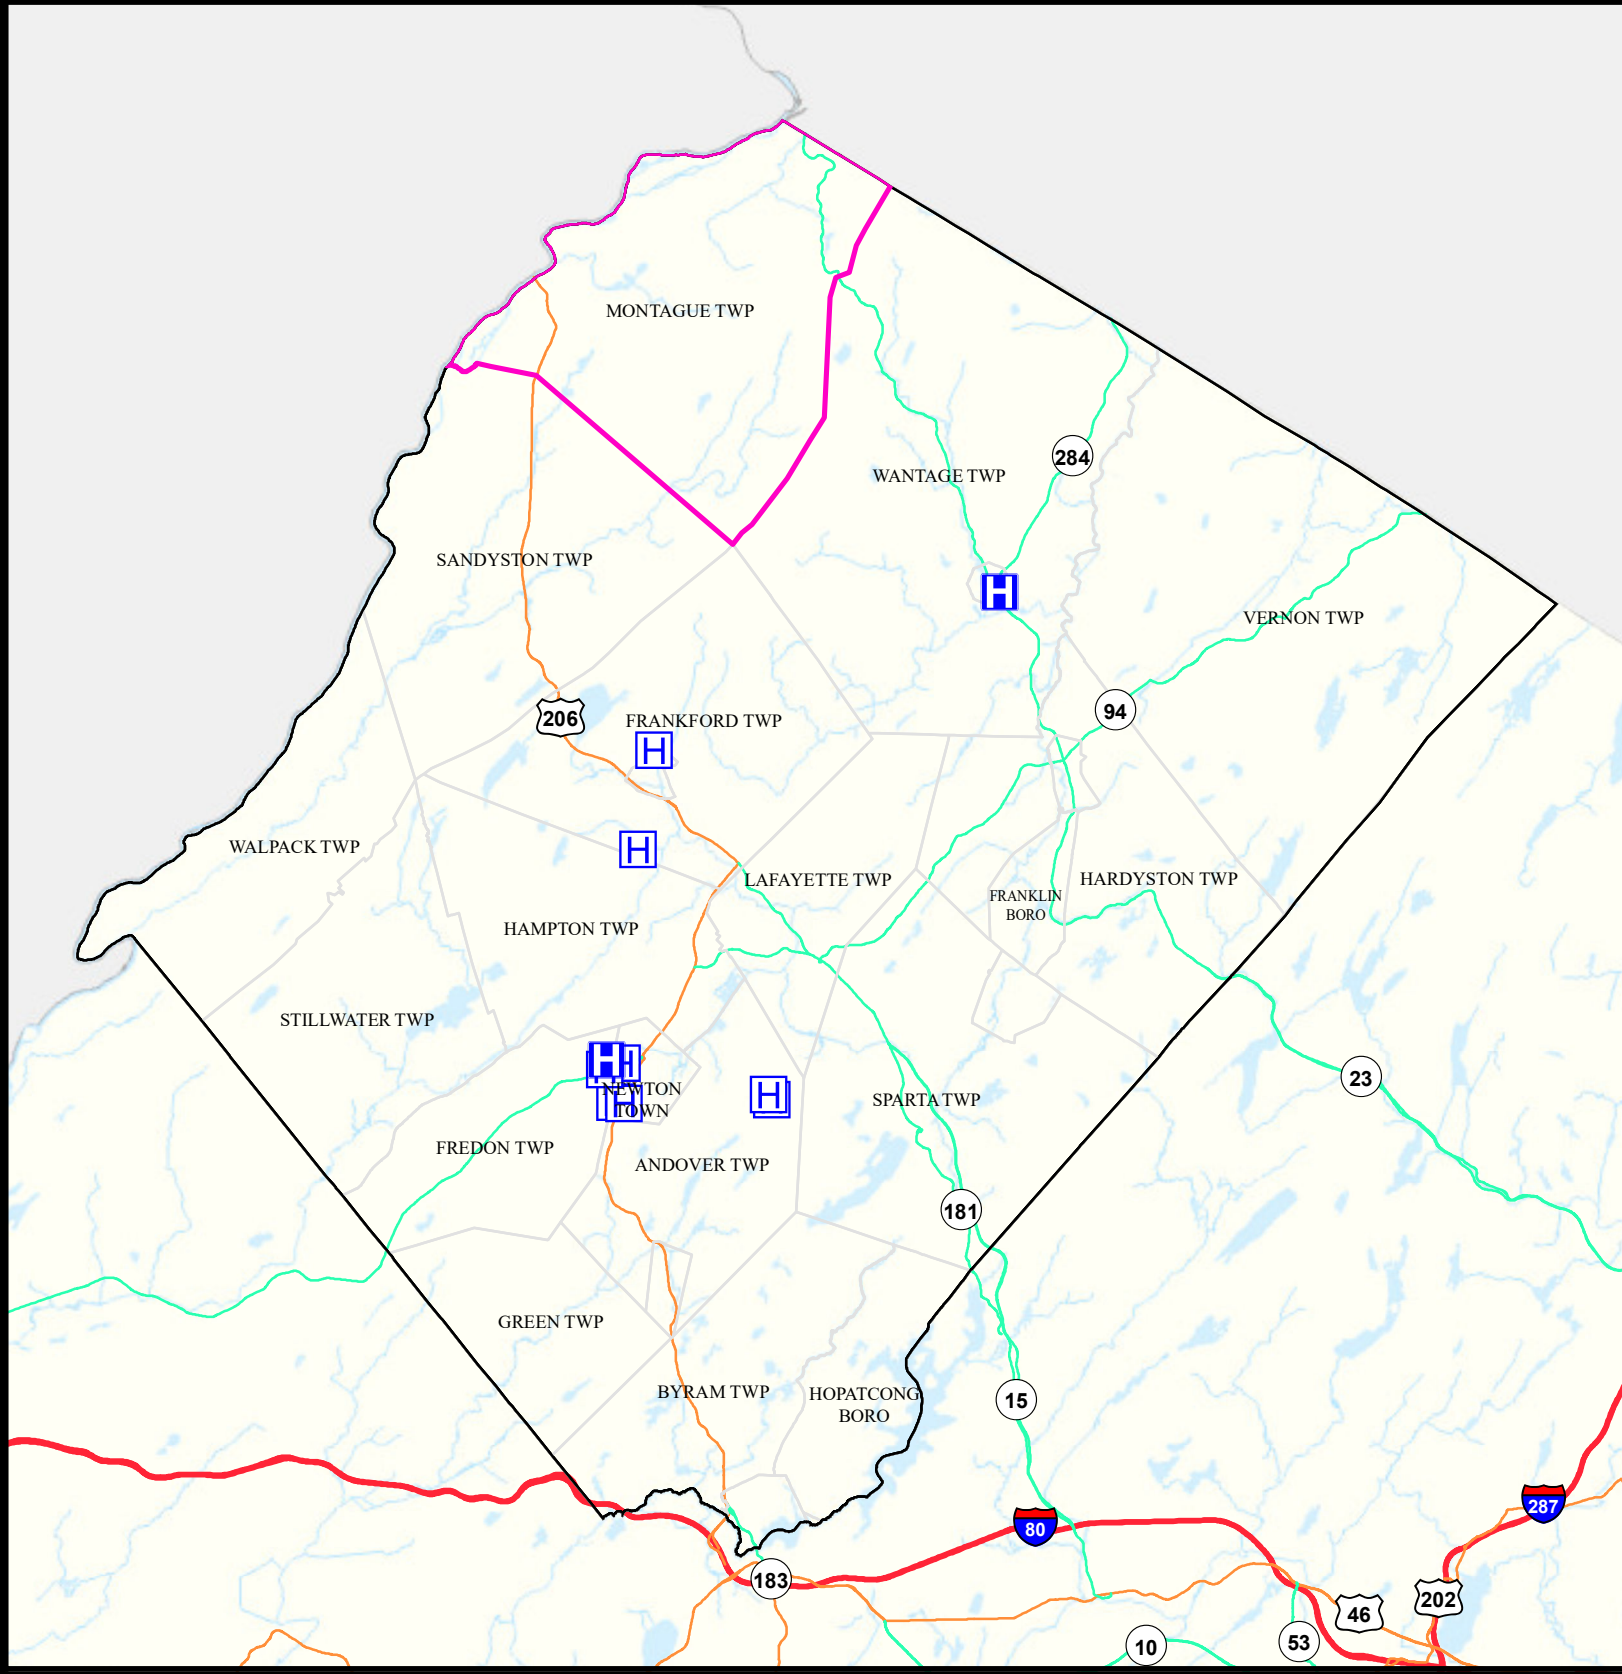 MONTAGUE TWP
284
WANTAGE TWP
SANDYSTON TWP
H
VERNON TWP
94
206
FRANKFORD TWP
H
WALPACK TWP
H
LAFAYETTE TWP
HARDYSTON TWP
FRANKLIN
BORO
HAMPTON TWP
STILLWATER TWP
H
H
NEWTON
TOWN
H
H
SPARTA TWP
23
FREDON TWP
ANDOVER TWP
181
GREEN TWP
BYRAM TWP
HOPATCONG
BORO
15
80
287
183
202
46
10
53